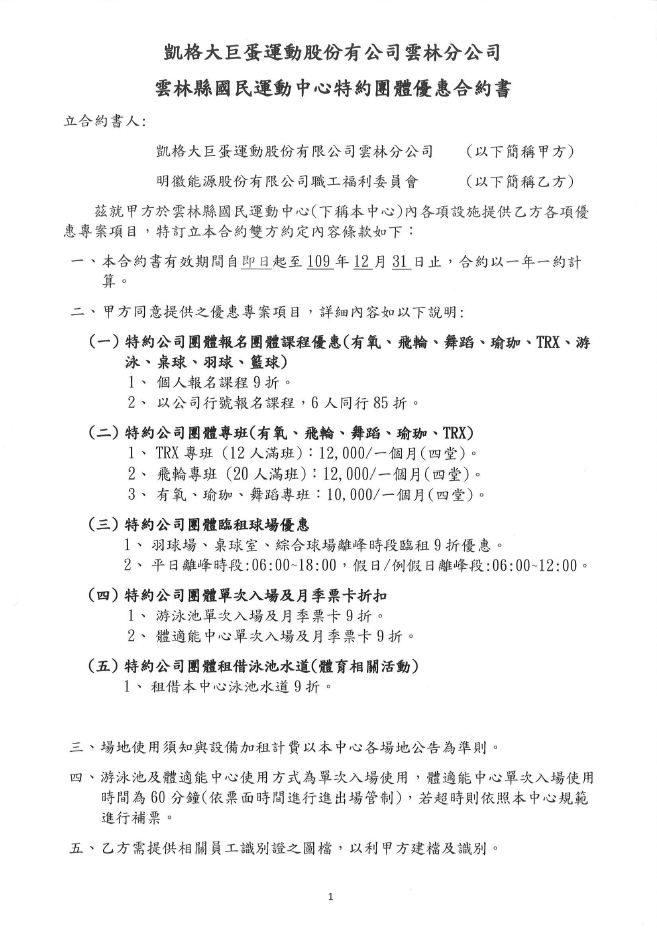 凱格大巨蛋運動股份有公司雲林分公司
雲林縣國民運動中心特約團體優惠合約書
立合約書人:
凱格大巨蛋運動股份有限公司雲林分公司 (以下簡稱甲方)
明徽能源股份有限公司職工福利委員會 (以下簡稱乙方)
茲就甲方於雲林縣國民運動中心(下稱本中心)內各項設施提供乙方各項優
惠專案項目,特訂立本合約雙方約定內容條款如下:
一、本合約書有效期間自即日起至 109 年 12 月 31 日止,合約以一年一約計
算。
二、甲方同意提供之優惠專案項目,詳細內容如以下說明:
(一)特約公司團體報名團體課程優惠(有氧、飛輪、舞蹈、瑜珈、TRX、游
泳、桌球、羽球、籃球)
1、個人報名課程 9 折。
2、以公司行號報名課程,6 人同行 85 折。
(二)特約公司團體專班(有氧、飛輪、舞蹈、瑜珈、TRX)
1、TRX 專班 (12 人滿班):12,000/一個月(四堂)。
2、飛輪專班 (20 人滿班):12,000/一個月(四堂)。
3、有氧、瑜珈、舞蹈專班:10,000/一個月(四堂)。
(三)特約公司團體臨租球場優惠
1、羽球場、桌球室、綜合球場離峰時段臨租 9 折優惠。
2、平日離峰時段:06:00~18:00,假日/例假日離峰段:06:00~12:00。
(四)特約公司團體單次入場及月季票卡折扣
1、游泳池單次入場及月季票卡 9 折。
2、體適能中心單次入場及月季票卡 9 折。
(五)特約公司團體租借泳池水道(體育相關活動)
1、租借本中心泳池水道 9 折。
三、場地使用須知與設備加租計費以本中心各場地公告為準則。
四、游泳池及體適能中心使用方式為單次入場使用,體適能中心單次入場使用
時間為 60 分鐘(依票面時間進行進出場管制),若超時則依照本中心規範
進行補票。
五、乙方需提供相關員工識別證之圖檔,以利甲方建檔及識別。
1